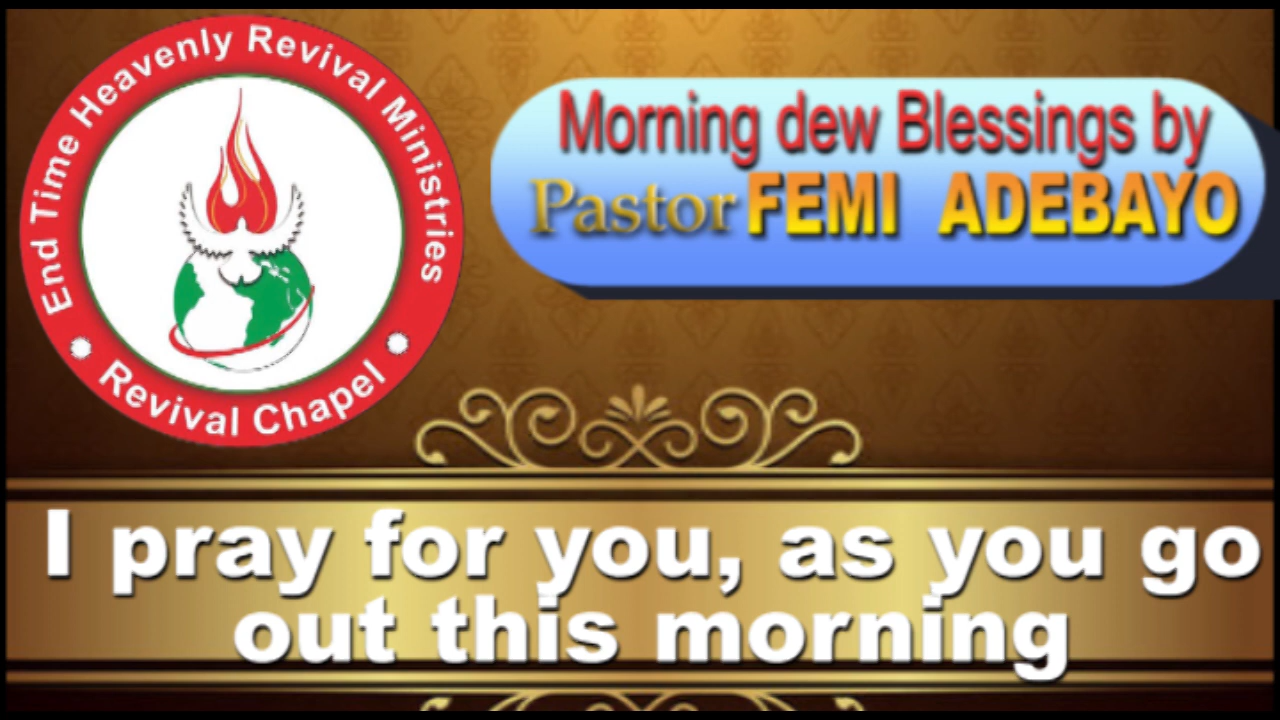 End Time Heavenly Revival Ministries
Revival Chapel
Morning dew Blessings by
Pastor FEMI ADEBAYO
I pray for you, as you go
out this morning